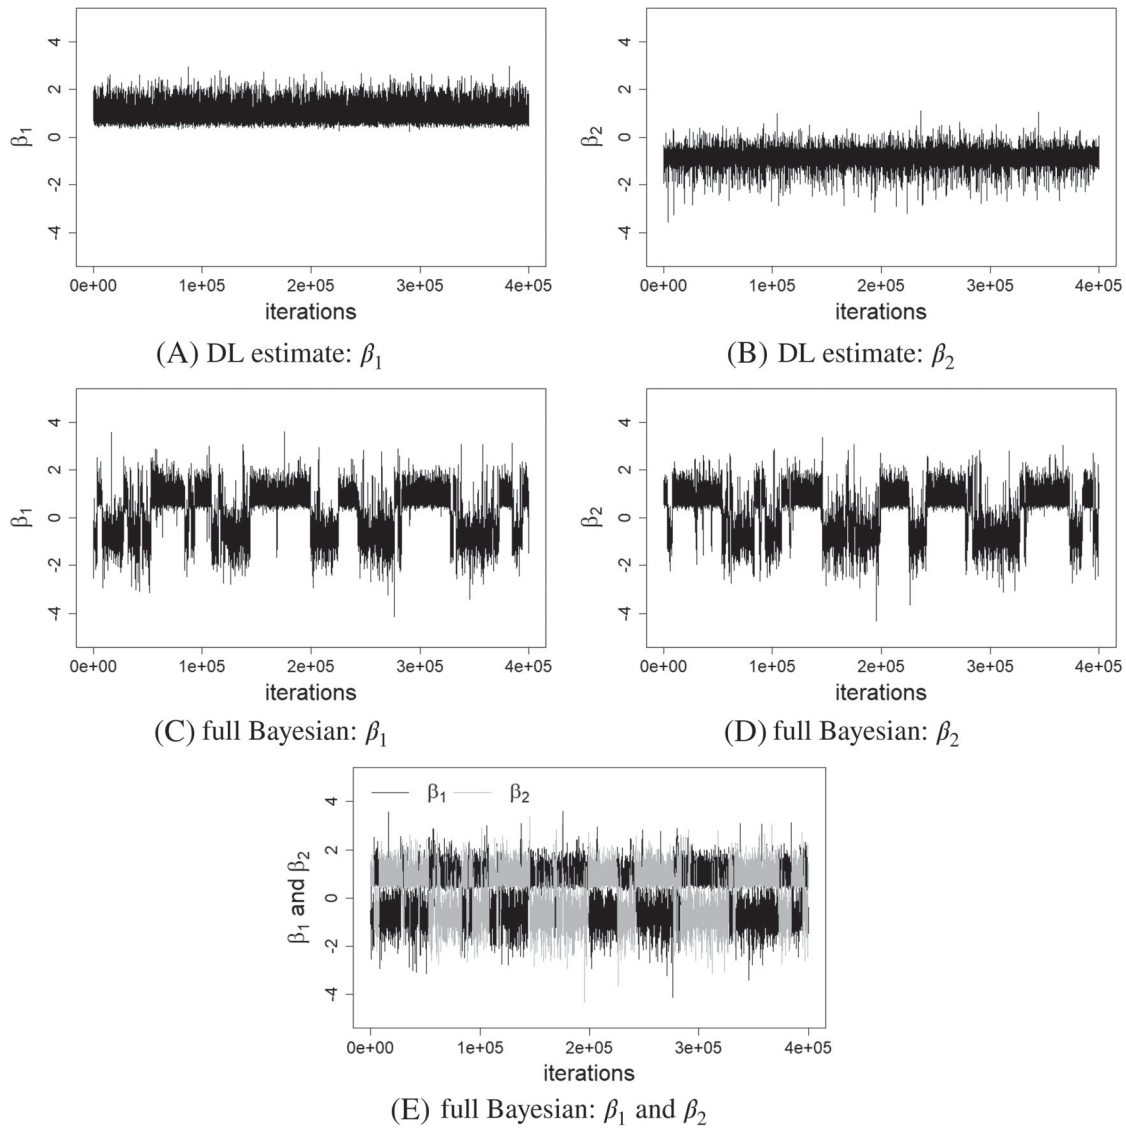 4
2
0
-2
-4
β1
0e+00 1e+05 2e+05 3e+05 4e+05
iterations
(A) DL estimate: β1
4
2
0
-2
-4
β2
0e+00 1e+05 2e+05 3e+05 4e+05
iterations
(B) DL estimate: β2
4
2
0
-2
-4
β1
0e+00 1e+05 2e+05 3e+05 4e+05
iterations
(C) full Bayesian: β1
4
2
0
-2
-4
β2
0e+00 1e+05 2e+05 3e+05 4e+05
iterations
(D) full Bayesian: β2
β1 β2
4
2
0
-2
-4
β1 and β2
0e+00 1e+05 2e+05 3e+05 4e+05
iterations
(E) full Bayesian: β1 and β2